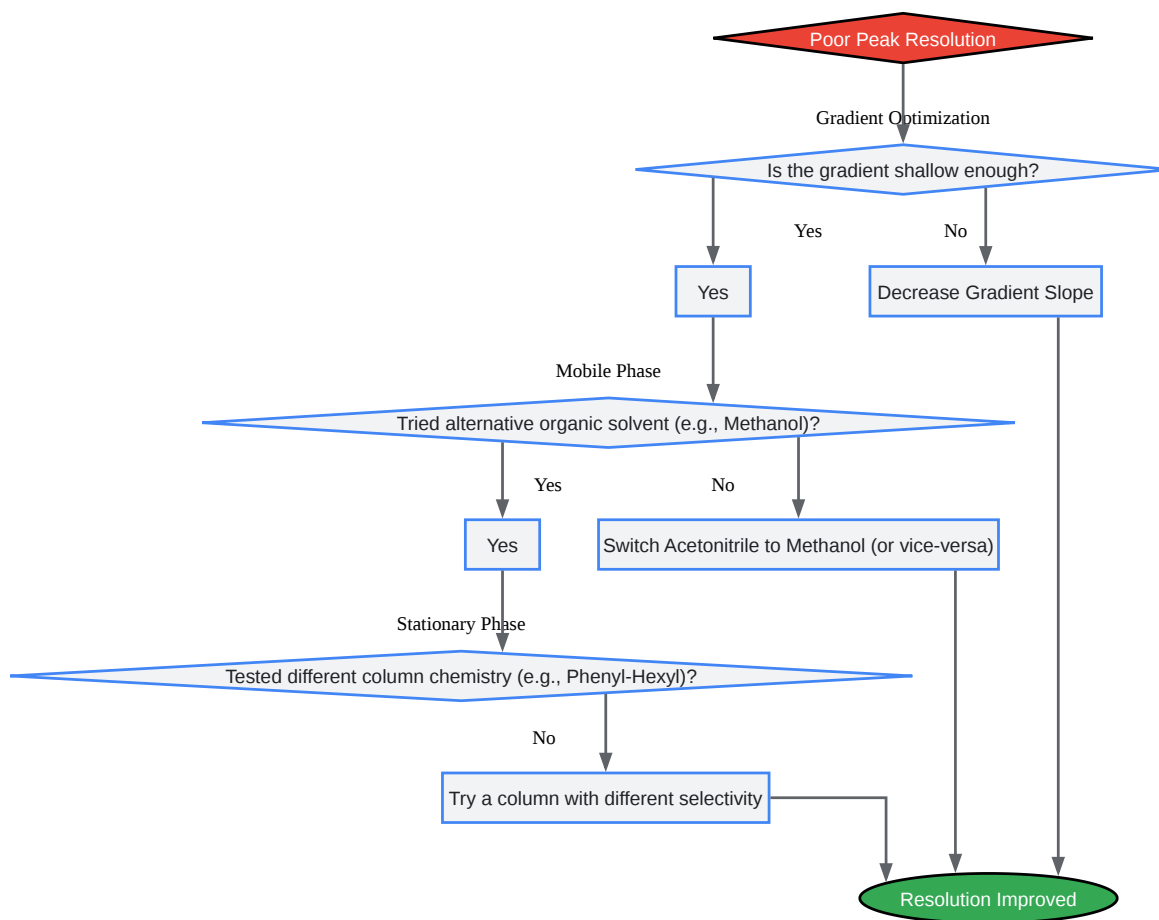 Poor Peak Resolution
Gradient Optimization
Is the gradient shallow enough?
Yes
No
Yes
Decrease Gradient Slope
Mobile Phase
Tried alternative organic solvent (e.g., Methanol)?
Yes
No
Yes
Switch Acetonitrile to Methanol (or vice-versa)
Stationary Phase
Tested different column chemistry (e.g., Phenyl-Hexyl)?
No
Try a column with different selectivity
Resolution Improved